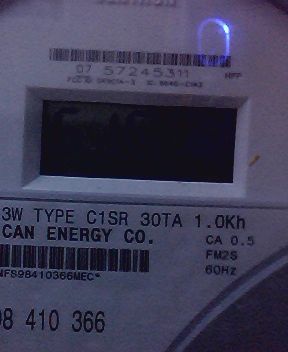 07 57245311
3W TYPE C1SR 30TA 1.0Kh
CAN ENERGY CO.
CA 0.5
FM2S
60Hz
NFS98410366MEC*
98 410 366